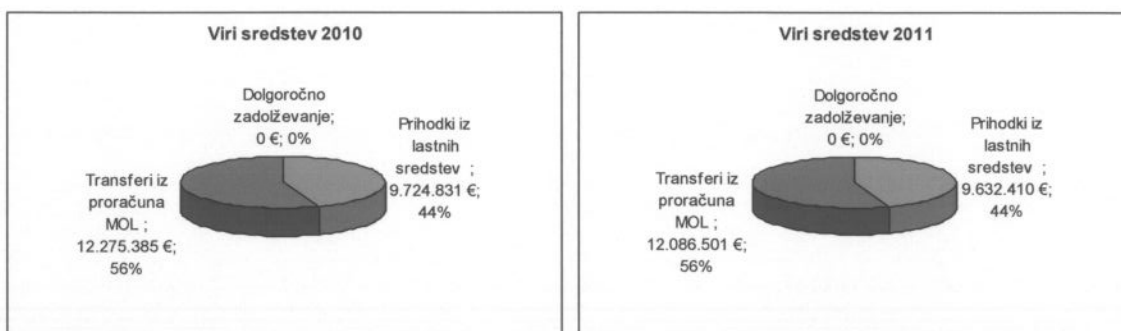 Viri sredstev 2010
Dolgoročno
zadolževanje;
0 €; 0%
Prihodki iz
lastnih
sredstev ;
9.724.831 €;
44%
Transferi iz
proračuna
MOL ;
12.275.385 €;
56%
Viri sredstev 2011
Dolgoročno
zadolževanje;
0 €; 0%
Prihodki iz
lastnih
sredstev ;
9.632.410 €;
44%
Transferi iz
proračuna
MOL ;
12.086.501 €;
56%